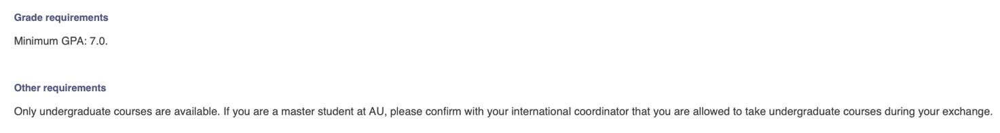 Grade requirements
Minimum GPA: 7.0.
Other requirements
Only undergraduate courses are available. If you are a master student at AU, please confirm with your international coordinator that you are allowed to take undergraduate courses during your exchange.